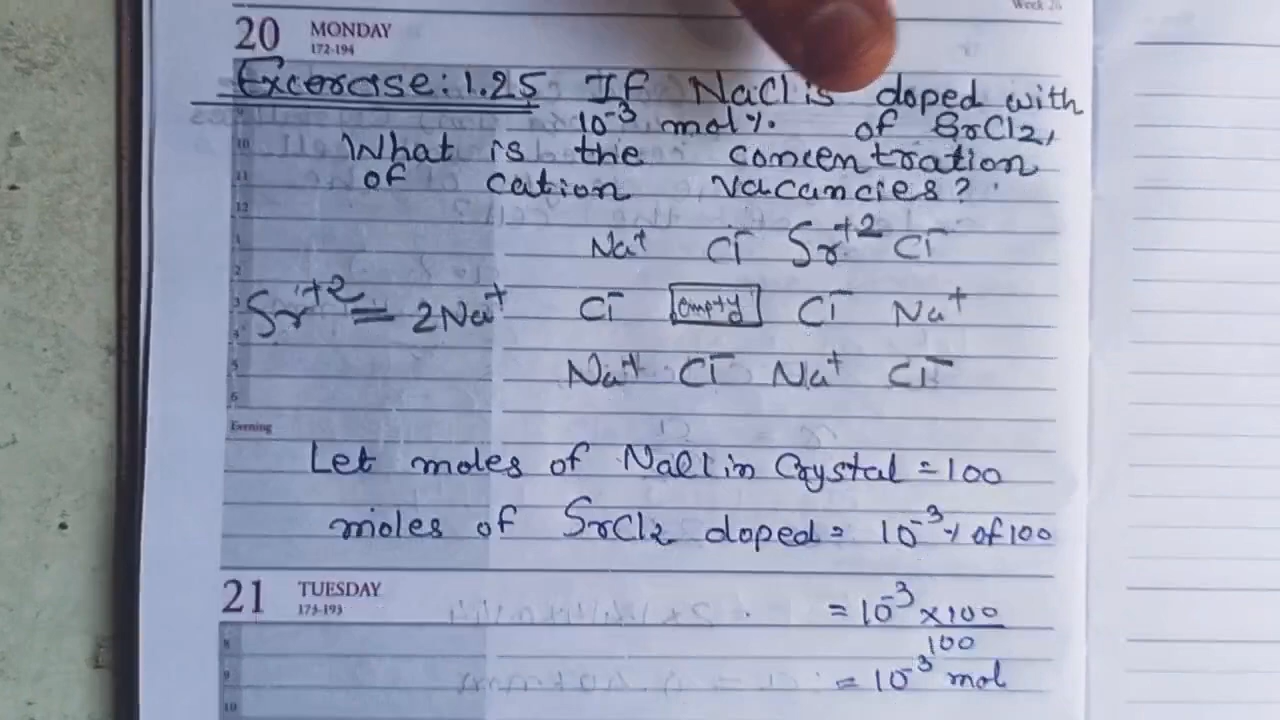 Week 26
20 MONDAY
172-194
Excercise: 1.25 If NaCl is doped with
10⁻³ mol% of SrCl2,
What is the concentration
of cation vacancies?
Na⁺ Cl⁻ Sr⁺² Cl⁻
Sr⁺² = 2Na⁺ Cl⁻ empty Cl⁻ Na⁺
Na⁺ Cl⁻ Na⁺ Cl⁻
Evening
Let moles of NaCl in Crystal = 100
moles of SrCl2 doped = 10⁻³% of 100
21 TUESDAY
173-193
= 10⁻³ × 100
100
= 10⁻³ mol